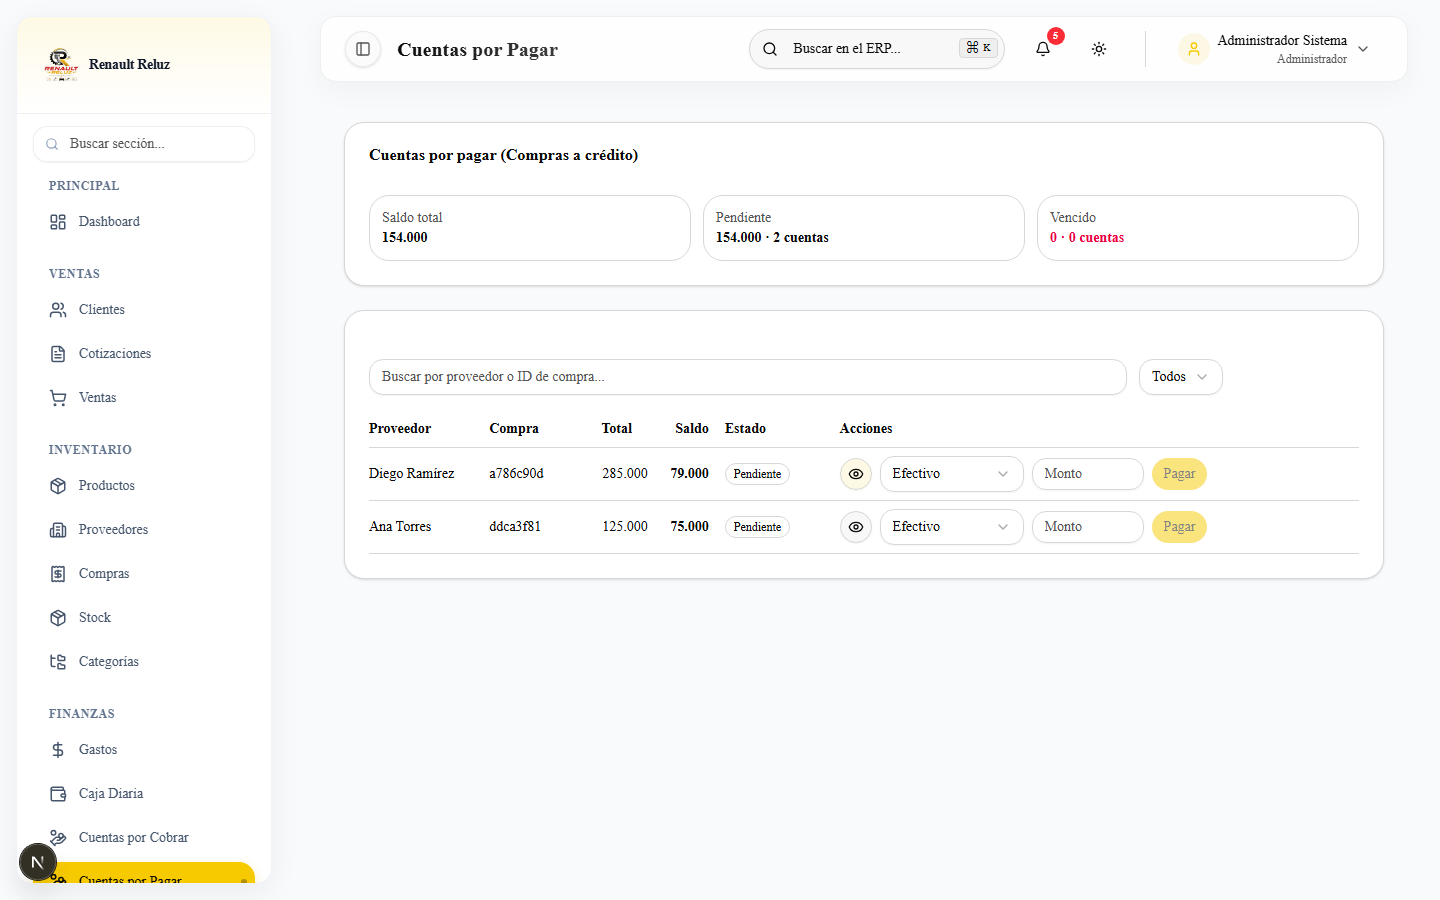 Renault Reluz
Buscar sección...
PRINCIPAL
Dashboard
VENTAS
Clientes
Cotizaciones
Ventas
INVENTARIO
Productos
Proveedores
Compras
Stock
Categorías
FINANZAS
Gastos
Caja Diaria
Cuentas por Cobrar
Cuentas por Pagar
N
Cuentas por Pagar
Buscar en el ERP...
⌘ K
5
Administrador Sistema
Administrador
Cuentas por pagar (Compras a crédito)
Saldo total
154.000
Pendiente
154.000 · 2 cuentas
Vencido
0 · 0 cuentas
Buscar por proveedor o ID de compra...
Todos
Proveedor Compra Total Saldo Estado Acciones
Diego Ramírez a786c90d 285.000 79.000 Pendiente Efectivo Monto Pagar
Ana Torres ddca3f81 125.000 75.000 Pendiente Efectivo Monto Pagar